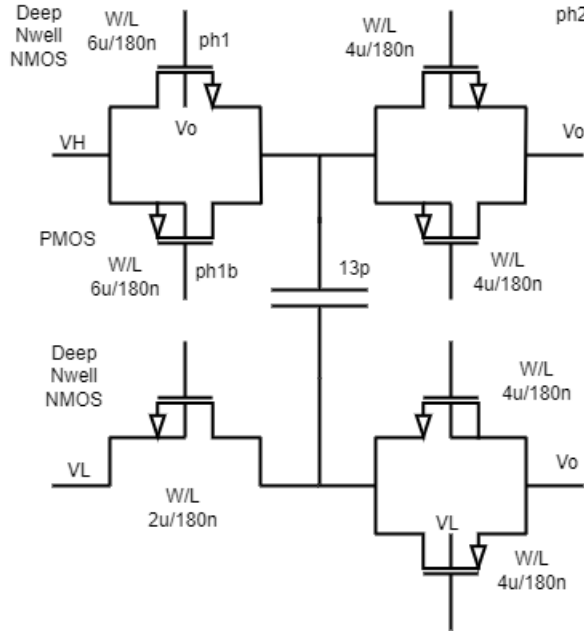 Deep
Nwell
NMOS
W/L
6u/180n
ph1
W/L
4u/180n
ph2
VH
Vo
Vo
PMOS
W/L
6u/180n
ph1b
13p
W/L
4u/180n
Deep
Nwell
NMOS
W/L
4u/180n
VL
W/L
2u/180n
VL
Vo
W/L
4u/180n